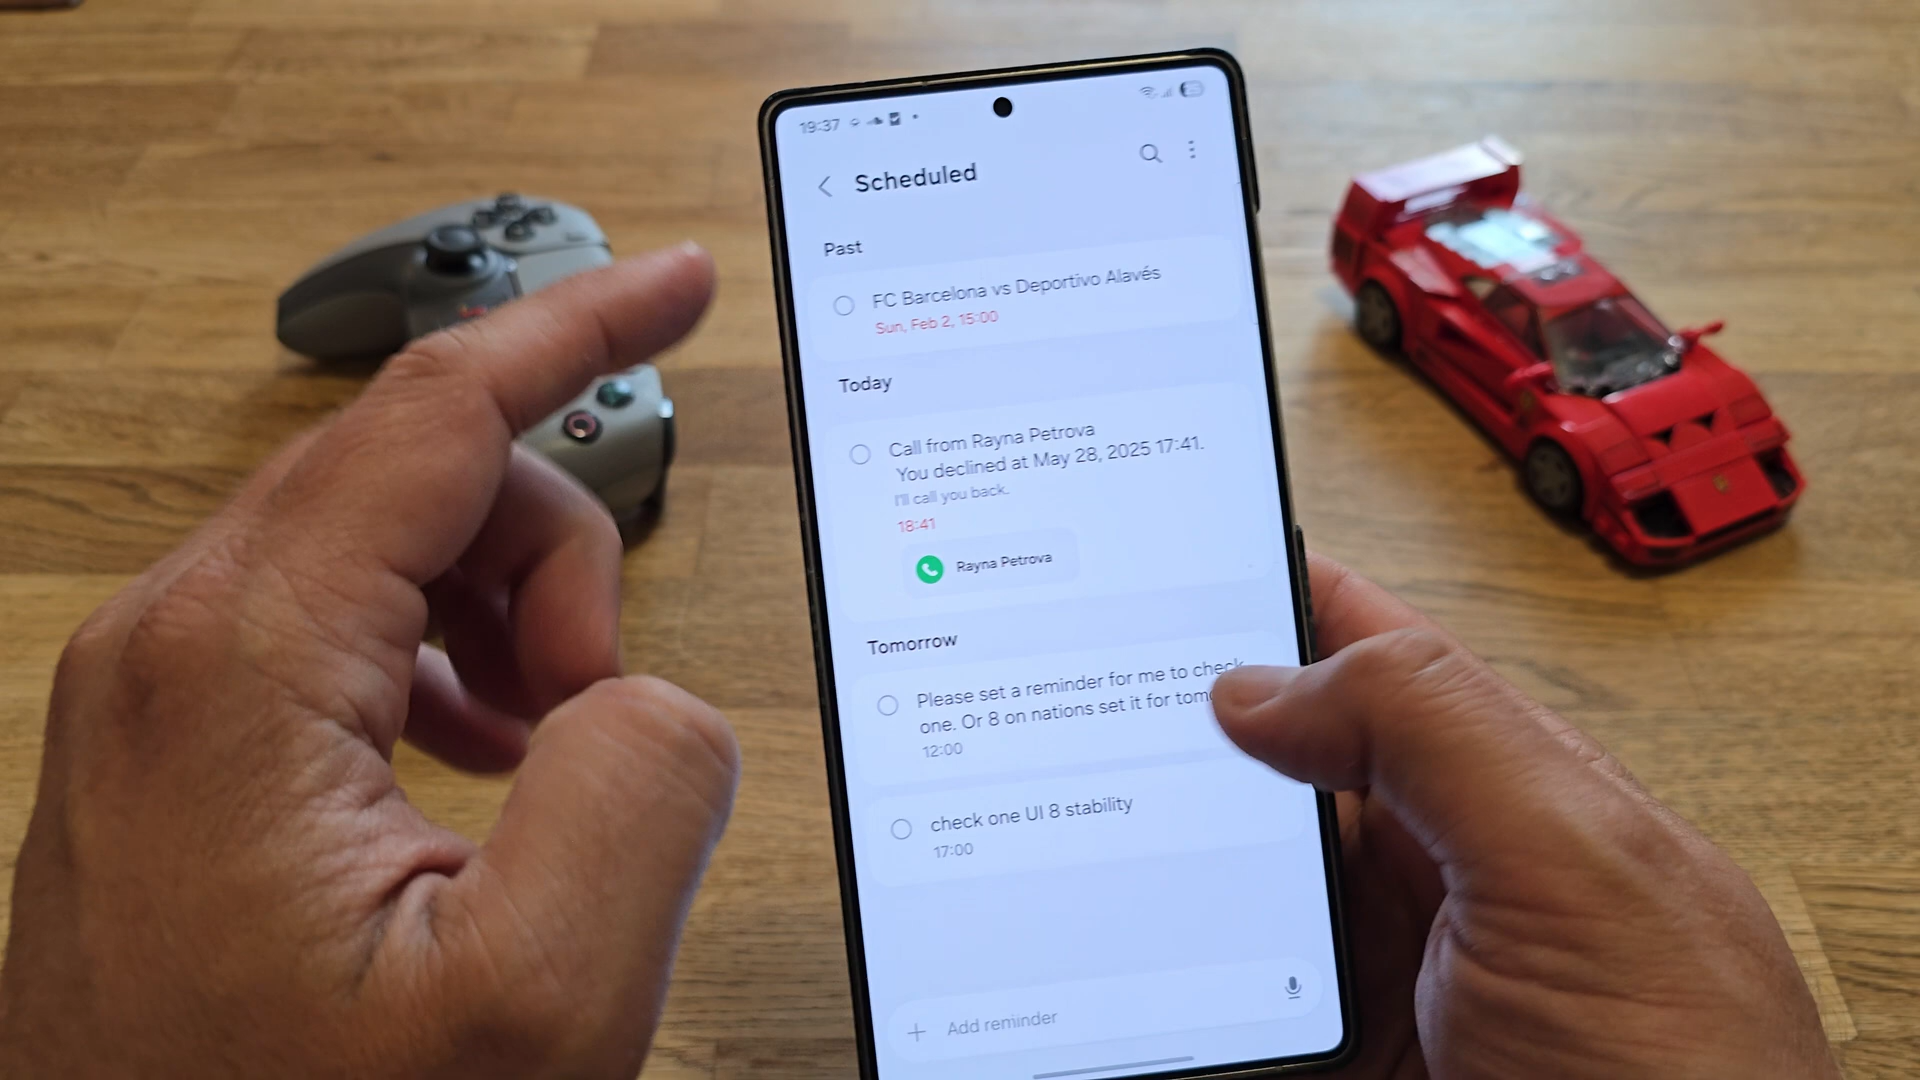 19:37
Scheduled
Past
FC Barcelona vs Deportivo Alavés
Sun, Feb 2, 15:00
Today
Call from Rayna Petrova
You declined at May 28, 2025 17:41.
I'll call you back.
18:41
Rayna Petrova
Tomorrow
Please set a reminder for me to check
one. Or 8 on nations set it for
12:00
check one UI 8 stability
17:00
Add reminder